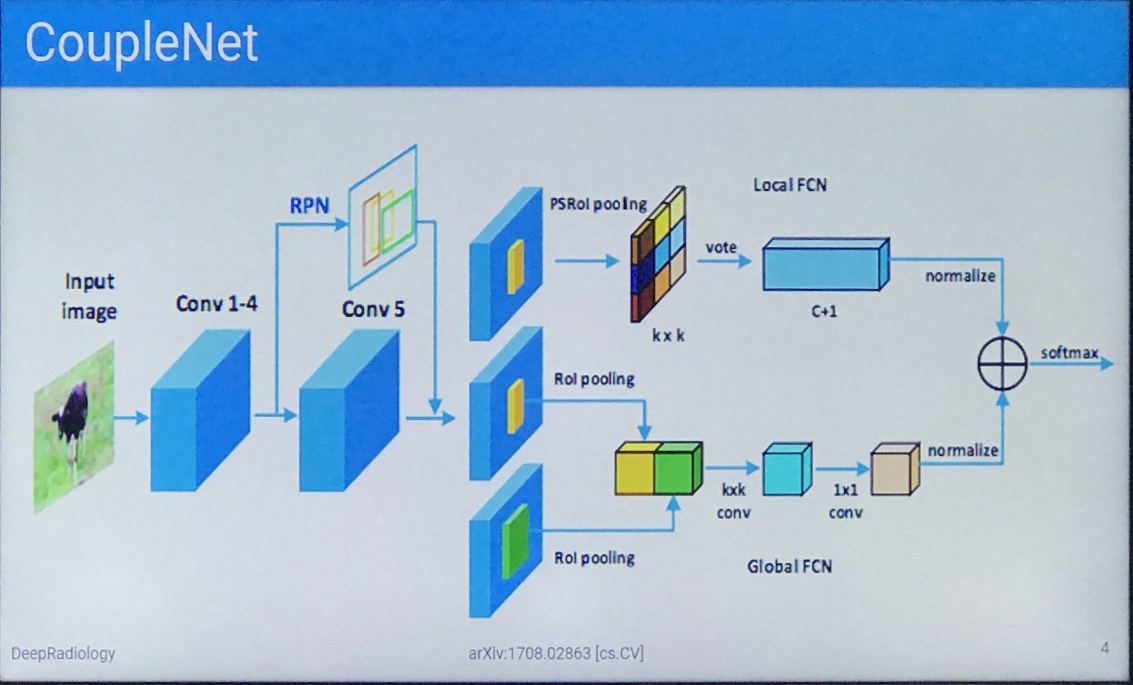 CoupleNet
RPN
Input
image
Conv 1-4
Conv 5
PSRoI pooling
k x k
vote
Local FCN
C+1
normalize
RoI pooling
RoI pooling
kxk
conv
1x1
conv
Global FCN
normalize
softmax
DeepRadiology
arXiv:1708.02863 [cs.CV]
4